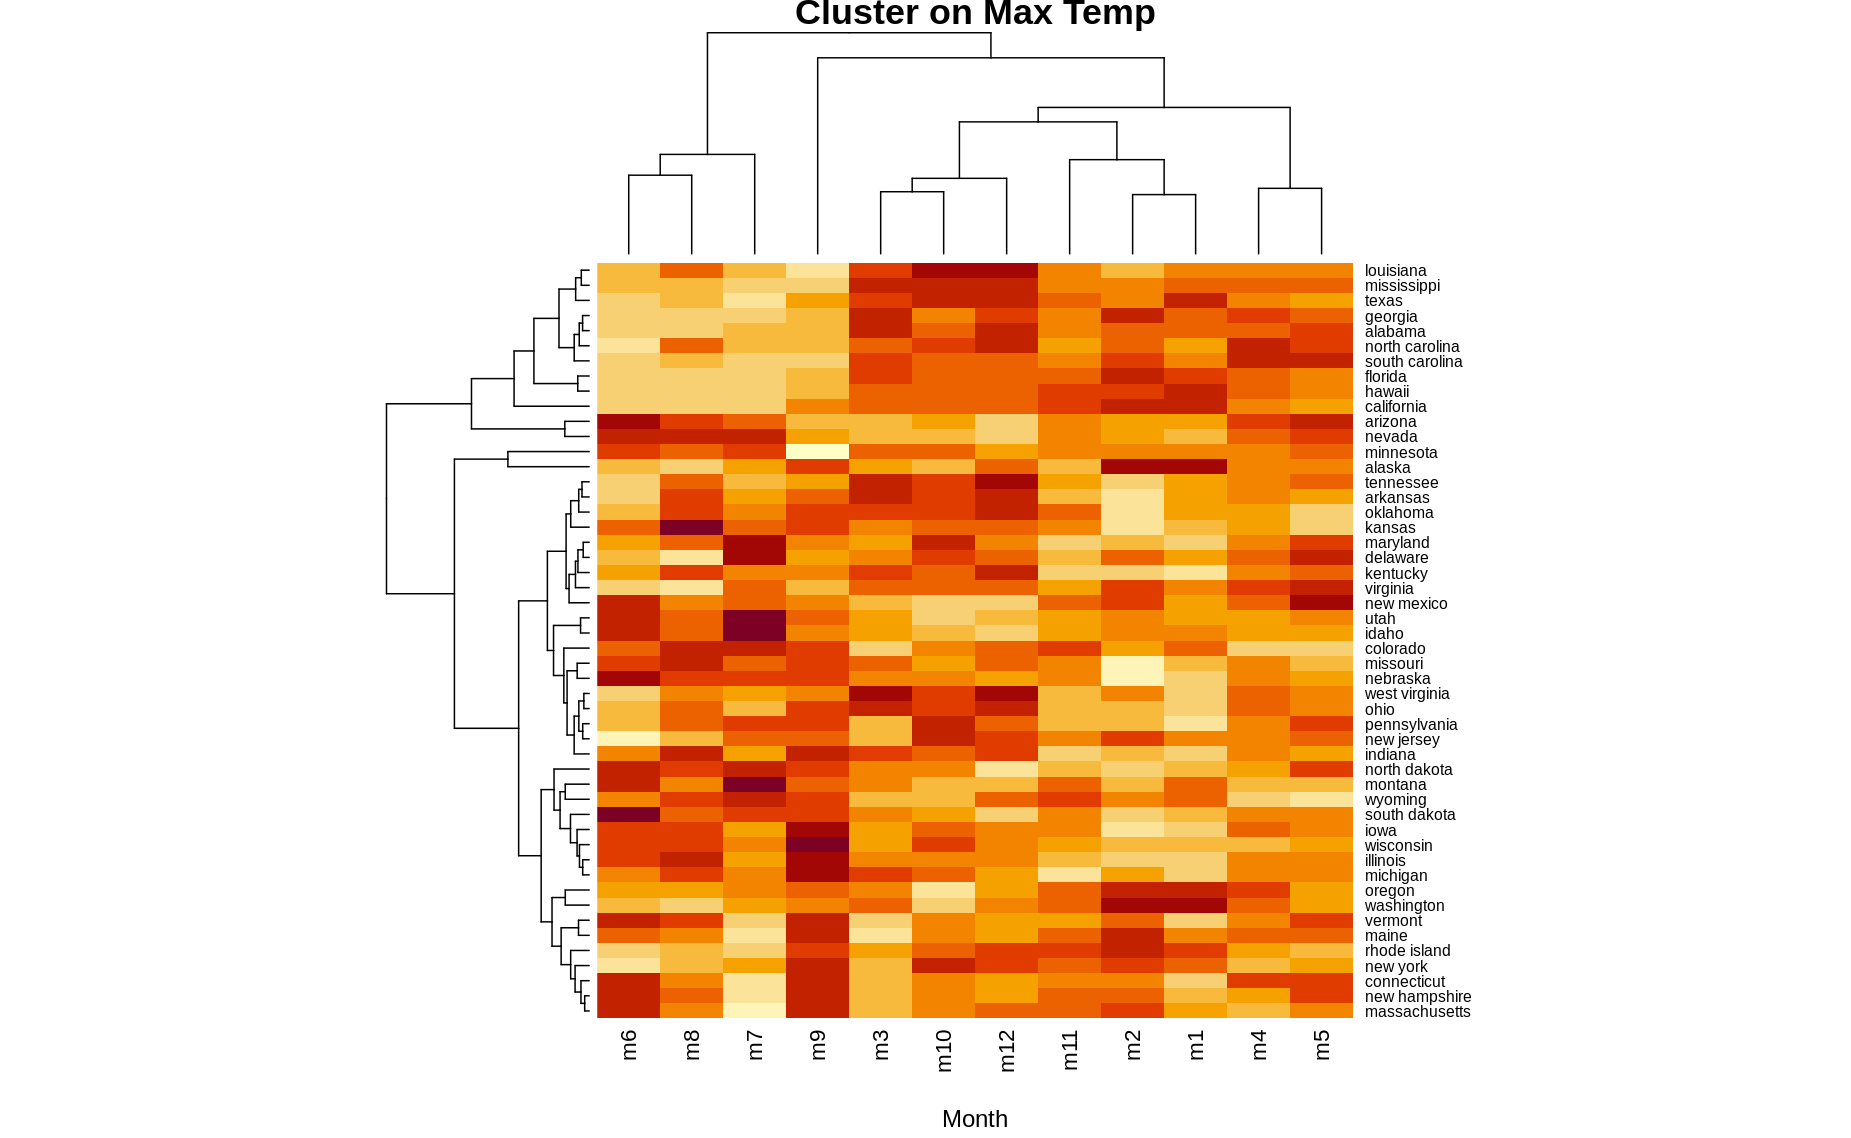 Cluster on Max Temp
louisiana
mississippi
texas
georgia
alabama
north carolina
south carolina
florida
hawaii
california
arizona
nevada
minnesota
alaska
tennessee
arkansas
oklahoma
kansas
maryland
delaware
kentucky
virginia
new mexico
utah
idaho
colorado
missouri
nebraska
west virginia
ohio
pennsylvania
new jersey
indiana
north dakota
montana
wyoming
south dakota
iowa
wisconsin
illinois
michigan
oregon
washington
vermont
maine
rhode island
new york
connecticut
new hampshire
massachusetts
m6
m8
m7
m9
m3
m10
m12
m11
m2
m1
m4
m5
Month